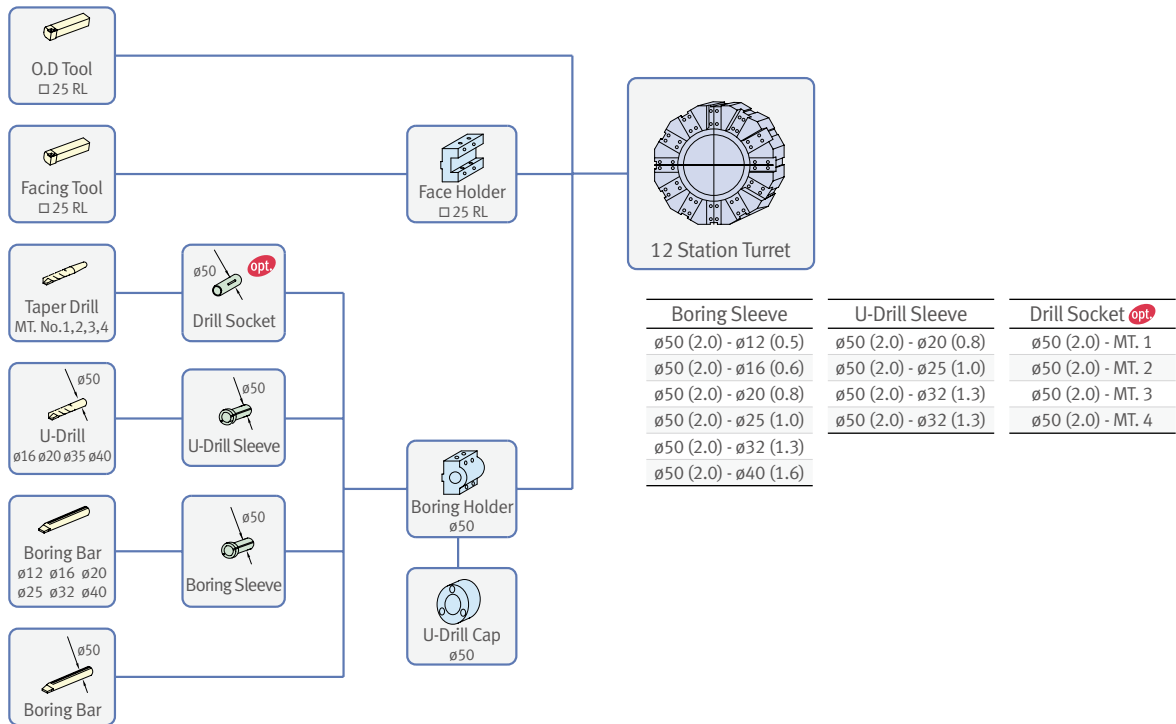 O.D Tool
□ 25 RL
Facing Tool
□ 25 RL
Face Holder
□ 25 RL
12 Station Turret
Taper Drill
MT. No.1,2,3,4
ø50
opt.
Drill Socket
ø50
U-Drill
ø16 ø20 ø35 ø40
ø50
U-Drill Sleeve
Boring Bar
ø12 ø16 ø20
ø25 ø32 ø40
ø50
Boring Sleeve
Boring Holder
ø50
U-Drill Cap
ø50
ø50
Boring Bar
Boring Sleeve
ø50 (2.0) - ø12 (0.5)
ø50 (2.0) - ø16 (0.6)
ø50 (2.0) - ø20 (0.8)
ø50 (2.0) - ø25 (1.0)
ø50 (2.0) - ø32 (1.3)
ø50 (2.0) - ø40 (1.6)
U-Drill Sleeve
ø50 (2.0) - ø20 (0.8)
ø50 (2.0) - ø25 (1.0)
ø50 (2.0) - ø32 (1.3)
ø50 (2.0) - ø32 (1.3)
Drill Socket opt.
ø50 (2.0) - MT. 1
ø50 (2.0) - MT. 2
ø50 (2.0) - MT. 3
ø50 (2.0) - MT. 4